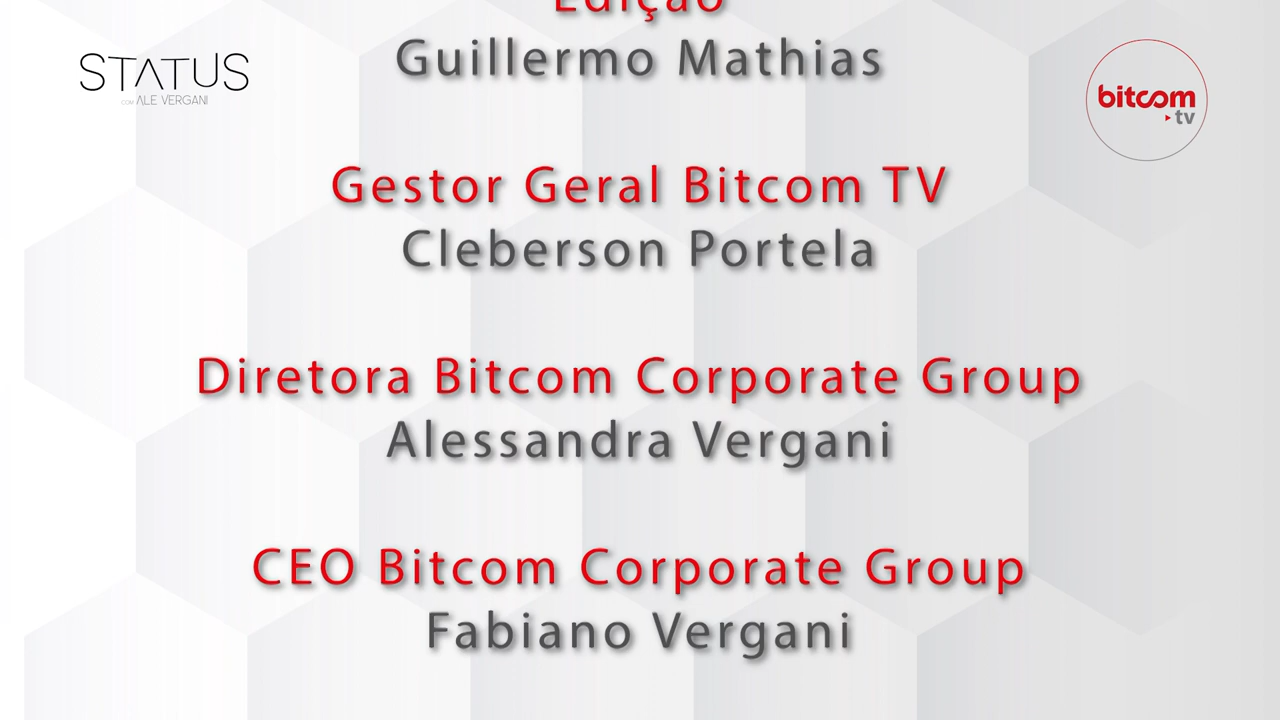 Edição
Guillermo Mathias
STATUS
COM ALE VERGANI
bitcom
tv
Gestor Geral Bitcom TV
Cleberson Portela
Diretora Bitcom Corporate Group
Alessandra Vergani
CEO Bitcom Corporate Group
Fabiano Vergani